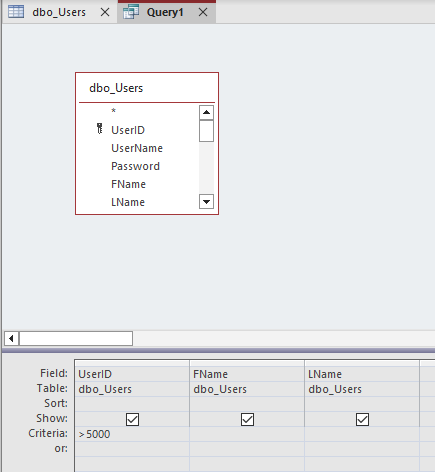 dbo_Users Query1
dbo_Users
*
UserID
UserName
Password
FName
LName
Field: UserID FName LName
Table: dbo_Users dbo_Users dbo_Users
Sort:
Show:
Criteria: >5000
or: